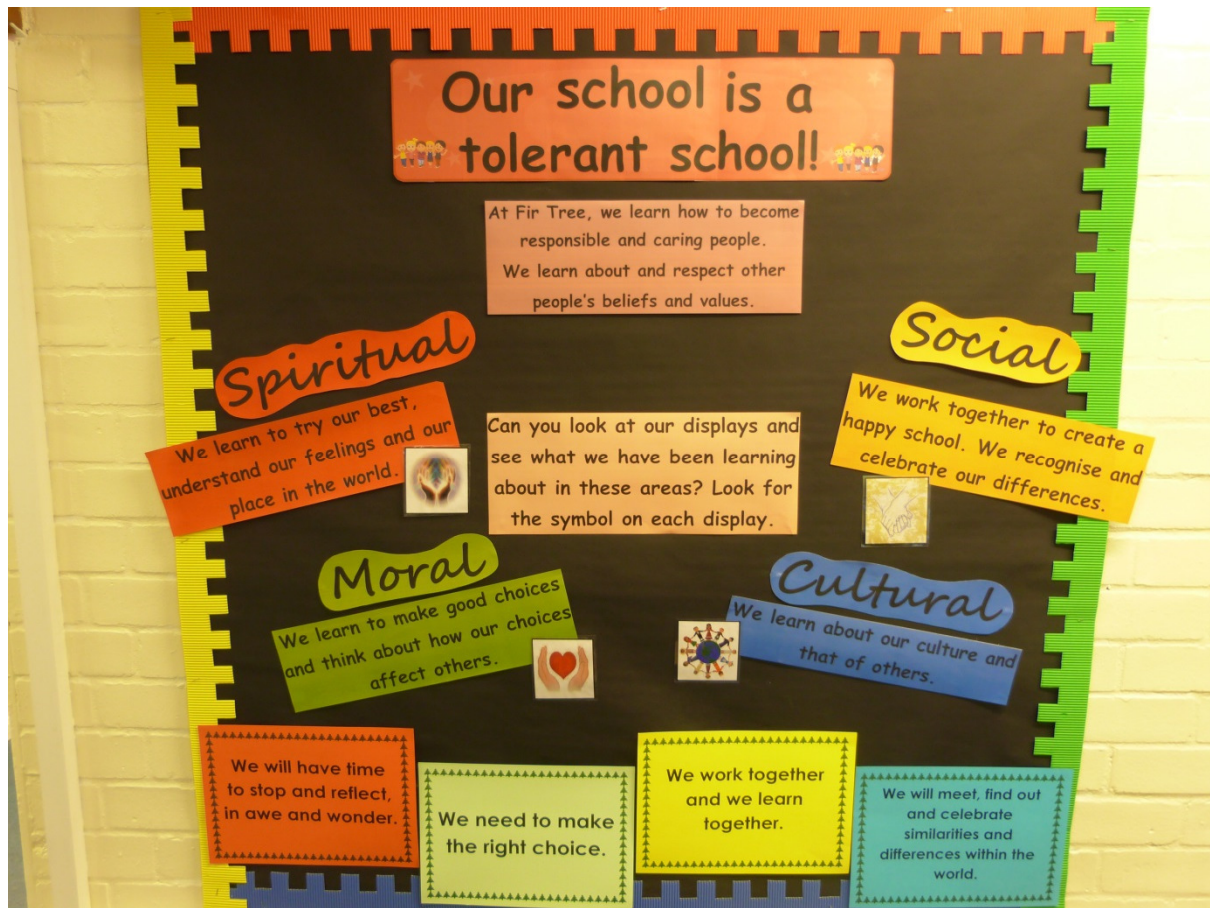 Our school is a
tolerant school!
At Fir Tree, we learn how to become
responsible and caring people.
We learn about and respect other
people's beliefs and values.
Spiritual
We learn to try our best,
understand our feelings and our
place in the world.
Social
We work together to create a
happy school. We recognise and
celebrate our differences.
Can you look at our displays and
see what we have been learning
about in these areas? Look for
the symbol on each display.
Moral
We learn to make good choices
and think about how our choices
affect others.
Cultural
We learn about our culture and
that of others.
We will have time
to stop and reflect,
in awe and wonder.
We need to make
the right choice.
We work together
and we learn
together.
We will meet, find out
and celebrate
similarities and
differences within the
world.